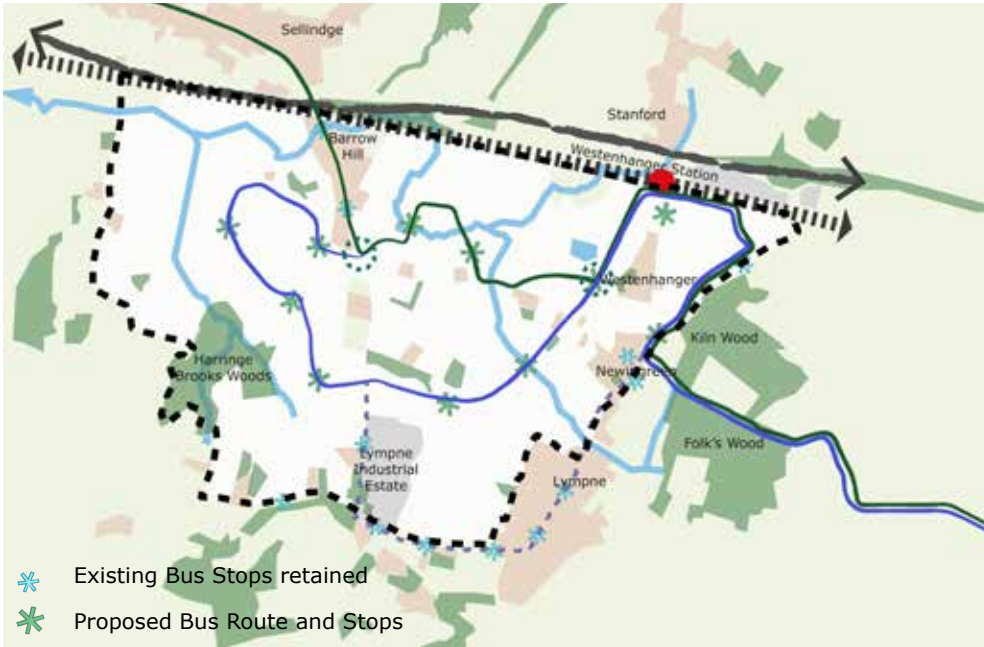 Sellindge
Stanford
Barrow
Hill
Westenhanger Station
Westenhanger
Kiln Wood
Harringe
Brooks Woods
Newingreen
Folk's Wood
Lympne
Industrial
Estate
Lympne
Existing Bus Stops retained
Proposed Bus Route and Stops